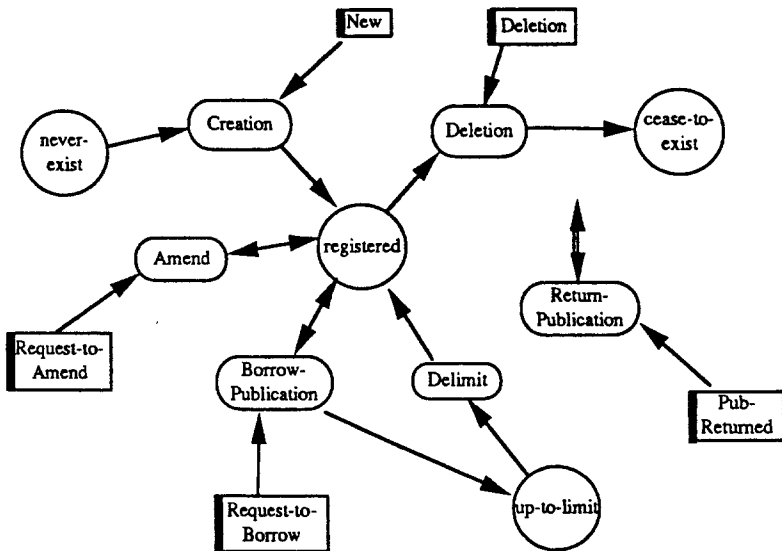 New
Deletion
never-
exist
Creation
Deletion
cease-to-
exist
Amend
registered
Return-
Publication
Request-to-
Amend
Borrow-
Publication
Delimit
Pub-
Returned
Request-to-
Borrow
up-to-limit